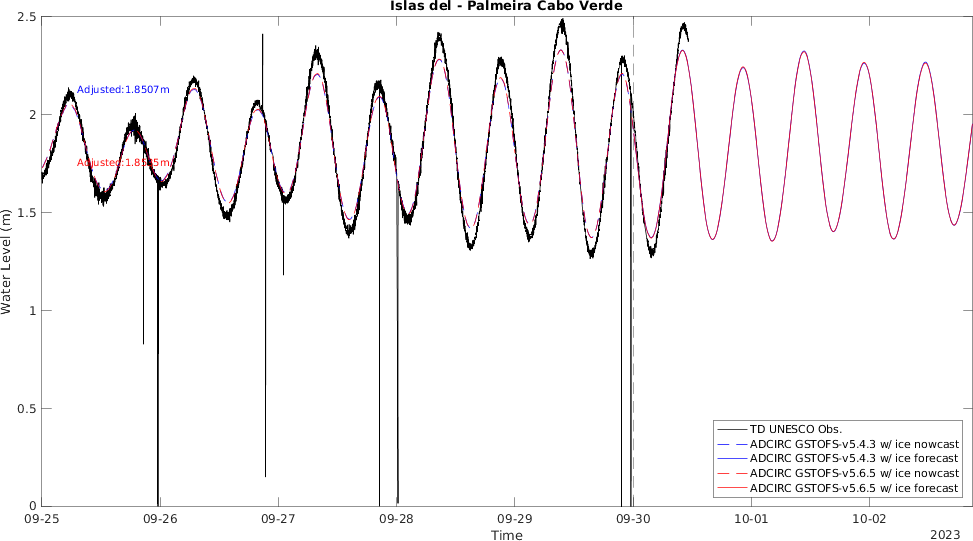 Islas del - Palmeira Cabo Verde
2.5
2
1.5
1
0.5
0
Water Level (m)
Adjusted:1.8507m
Adjusted:1.8535m
TD UNESCO Obs.
ADCIRC GSTOFS-v5.4.3 w/ ice nowcast
ADCIRC GSTOFS-v5.4.3 w/ ice forecast
ADCIRC GSTOFS-v5.6.5 w/ ice nowcast
ADCIRC GSTOFS-v5.6.5 w/ ice forecast
09-25 09-26 09-27 09-28 09-29 09-30 10-01 10-02
Time
2023